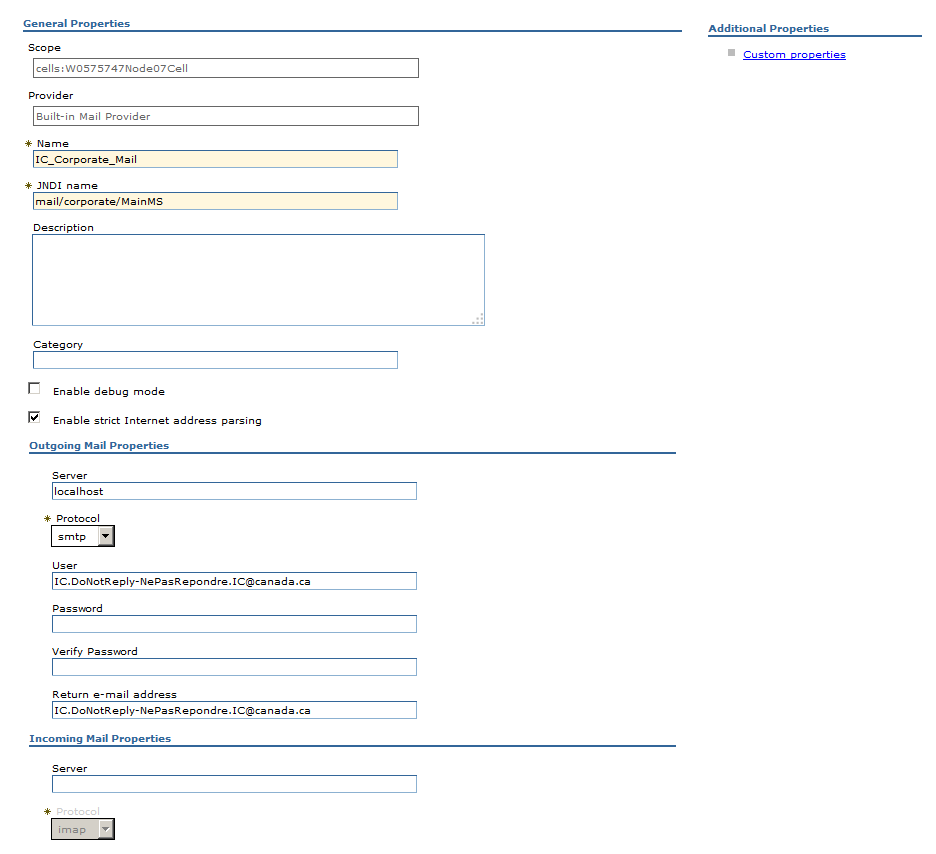 General Properties
Scope
cells:W0575747Node07Cell
Provider
Built-in Mail Provider
* Name
IC_Corporate_Mail
* JNDI name
mail/corporate/MainMS
Description
Category
Enable debug mode
Enable strict Internet address parsing
Outgoing Mail Properties
Server
localhost
* Protocol
smtp
User
IC.DoNotReply-NePasRepondre.IC@canada.ca
Password
Verify Password
Return e-mail address
IC.DoNotReply-NePasRepondre.IC@canada.ca
Incoming Mail Properties
Server
* Protocol
imap
Additional Properties
Custom properties